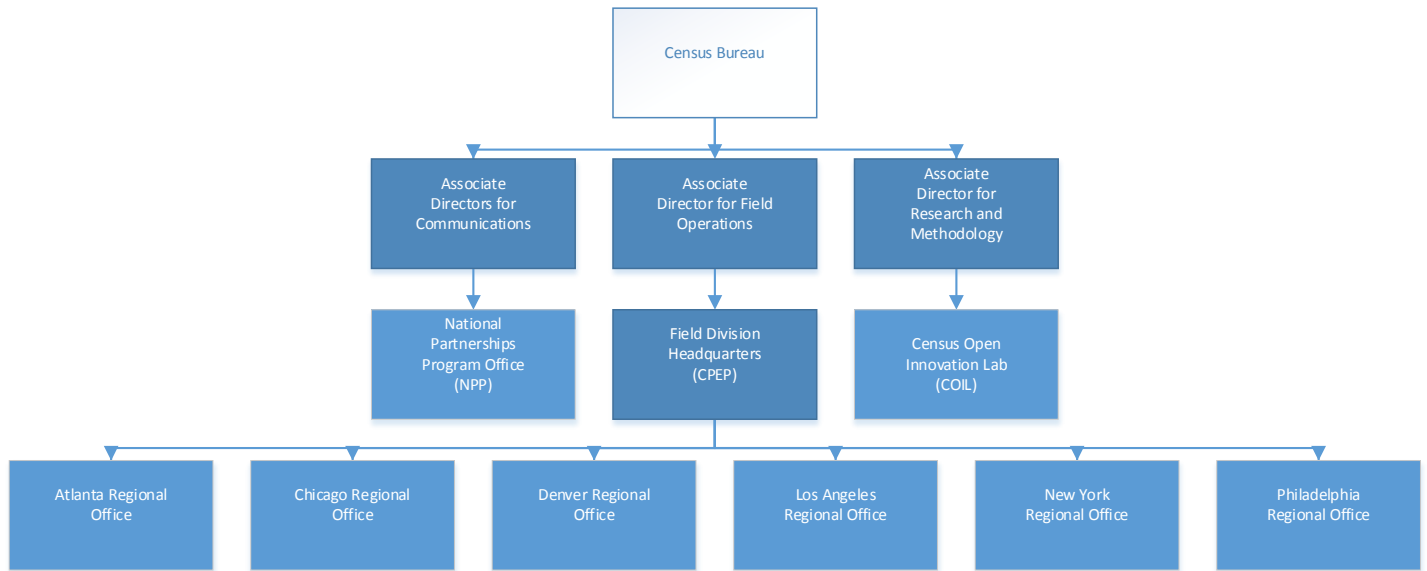 Census Bureau
Associate
Directors for
Communications
Associate
Director for Field
Operations
Associate
Director for
Research and
Methodology
National
Partnerships
Program Office
(NPP)
Field Division
Headquarters
(CPEP)
Census Open
Innovation Lab
(COIL)
Atlanta Regional
Office
Chicago Regional
Office
Denver Regional
Office
Los Angeles
Regional Office
New York
Regional Office
Philadelphia
Regional Office